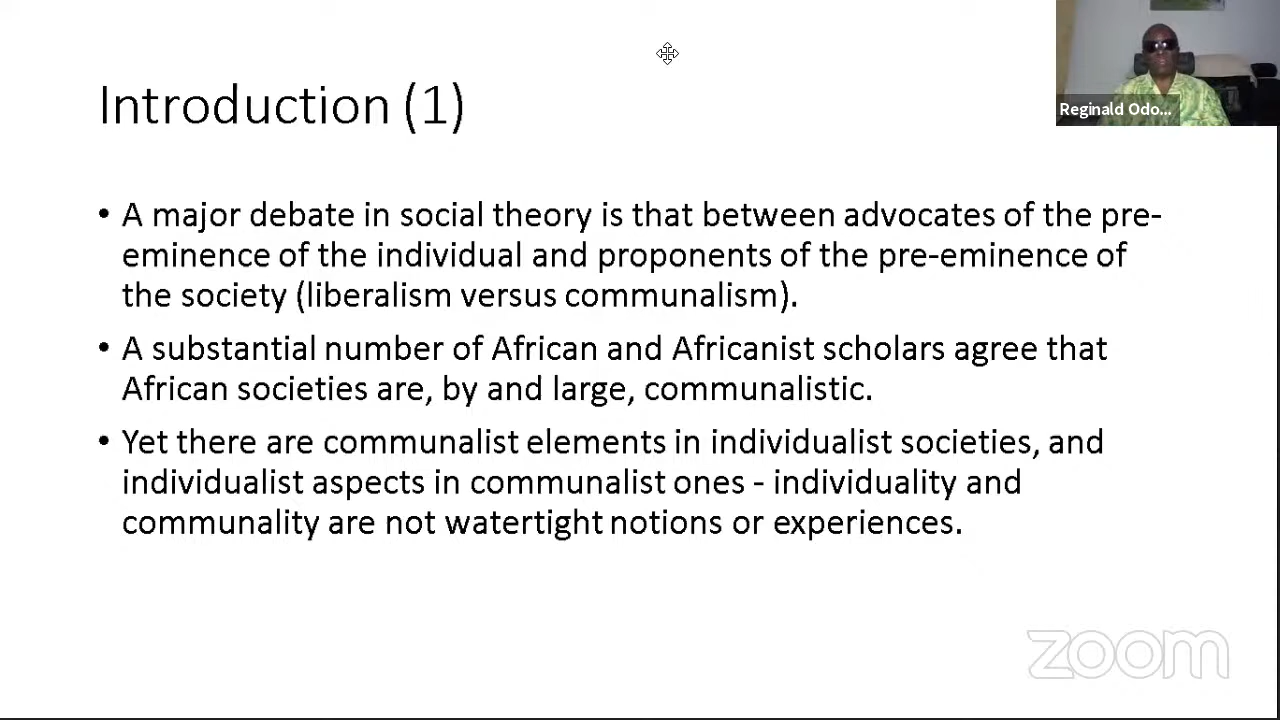 Introduction (1)
Reginald Odo...
• A major debate in social theory is that between advocates of the pre-
eminence of the individual and proponents of the pre-eminence of
the society (liberalism versus communalism).
• A substantial number of African and Africanist scholars agree that
African societies are, by and large, communalistic.
• Yet there are communalist elements in individualist societies, and
individualist aspects in communalist ones - individuality and
communality are not watertight notions or experiences.
zoom